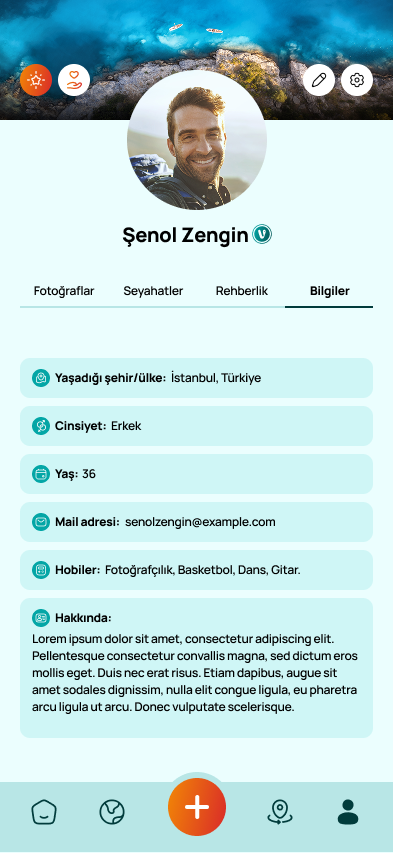 Şenol Zengin
Fotoğraflar Seyahatler Rehberlik Bilgiler
Yaşadığı şehir/ülke: İstanbul, Türkiye
Cinsiyet: Erkek
Yaş: 36
Mail adresi: senolzengin@example.com
Hobiler: Fotoğrafçılık, Basketbol, Dans, Gitar.
Hakkında:
Lorem ipsum dolor sit amet, consectetur adipiscing elit.
Pellentesque consectetur convallis magna, sed dictum eros
mollis eget. Duis nec erat risus. Etiam dapibus, augue sit
amet sodales dignissim, nulla elit congue ligula, eu pharetra
arcu ligula ut arcu. Donec vulputate scelerisque.